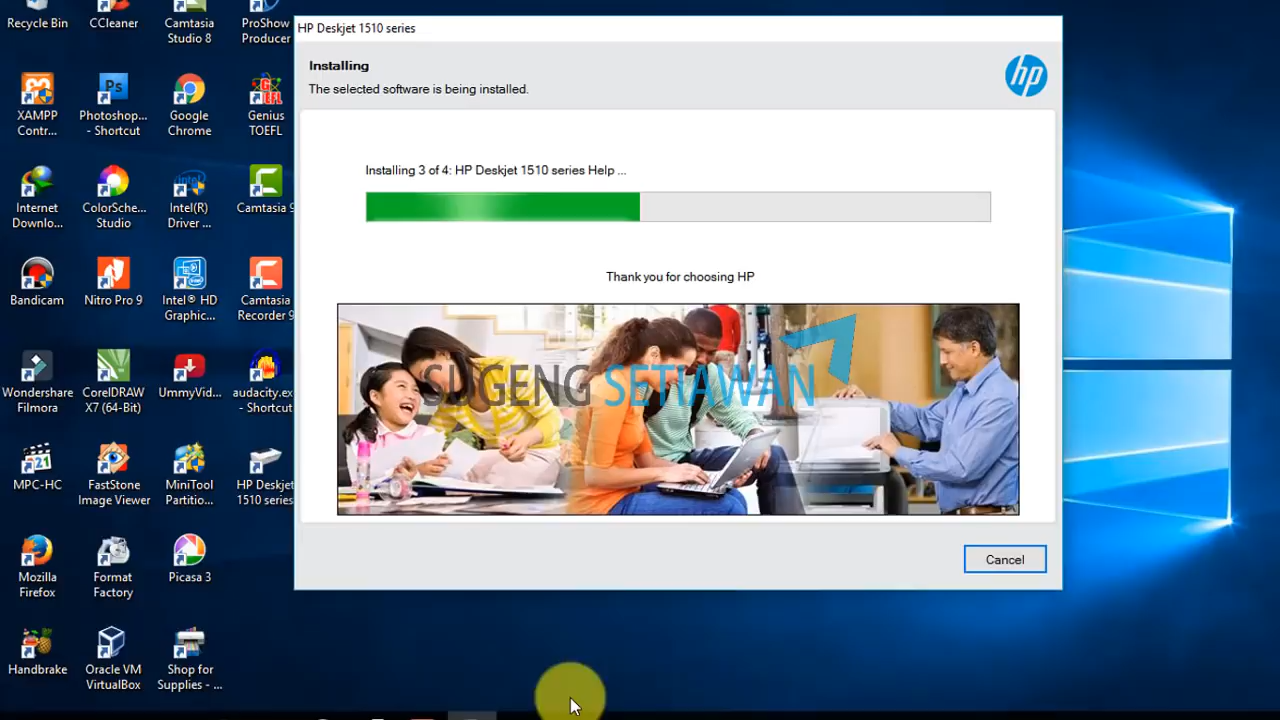 Recycle Bin
CCleaner
Camtasia
Studio 8
ProShow
Producer
XAMPP
Contr...
Photoshop...
- Shortcut
Google
Chrome
Genius
TOEFL
Internet
Downlo...
ColorSche...
Studio
Intel(R)
Driver ...
Camtasia 9
Bandicam
Nitro Pro 9
Intel® HD
Graphic...
Camtasia
Recorder 9
Wondershare
Filmora
CorelDRAW
X7 (64-Bit)
UmmyVid...
audacity.ex
- Shortcut
MPC-HC
FastStone
Image Viewer
MiniTool
Partitio...
HP Deskjet
1510 series
Mozilla
Firefox
Format
Factory
Picasa 3
Handbrake
Oracle VM
VirtualBox
Shop for
Supplies - ...
HP Deskjet 1510 series
Installing
The selected software is being installed.
hp
Installing 3 of 4: HP Deskjet 1510 series Help ...
Thank you for choosing HP
SUGENG SETIAWAN
Cancel